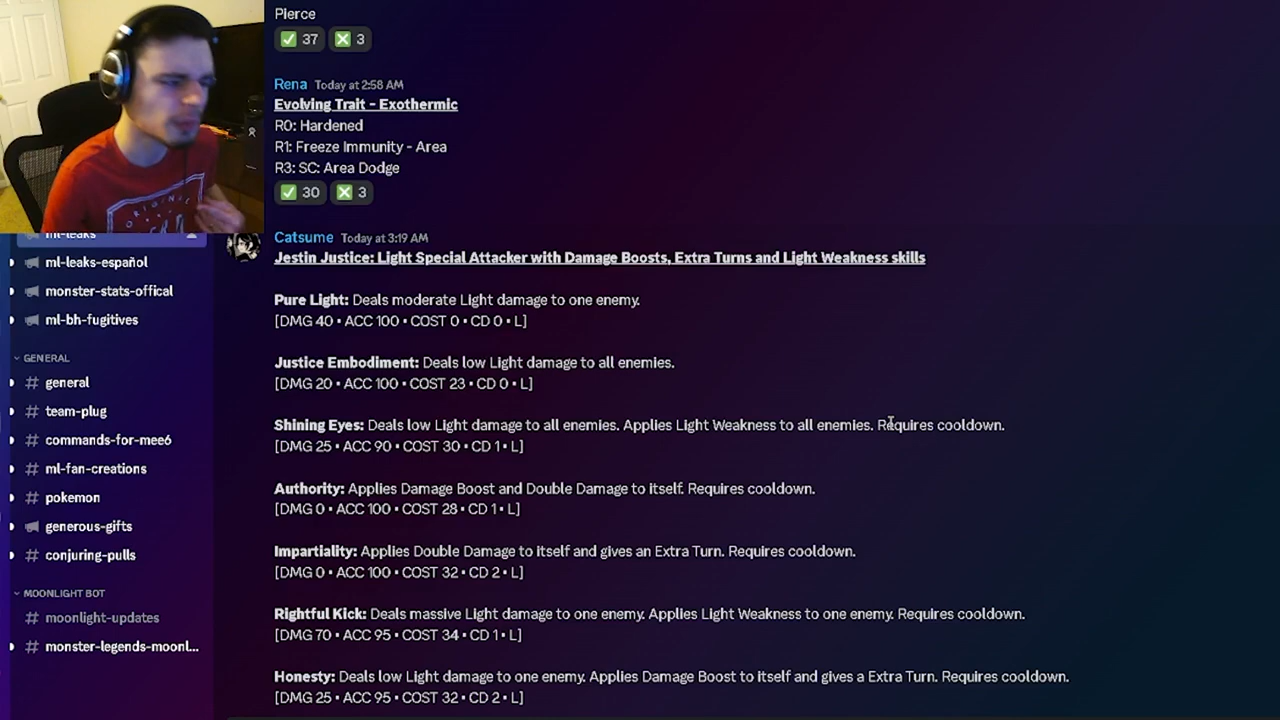 Pierce
✅ 37 ❎ 3
Rena Today at 2:58 AM
Evolving Trait - Exothermic
R0: Hardened
R1: Freeze Immunity - Area
R3: SC: Area Dodge
✅ 30 ❎ 3
Catsume Today at 3:19 AM
Jestin Justice: Light Special Attacker with Damage Boosts, Extra Turns and Light Weakness skills
Pure Light: Deals moderate Light damage to one enemy.
[DMG 40 • ACC 100 • COST 0 • CD 0 • L]
Justice Embodiment: Deals low Light damage to all enemies.
[DMG 20 • ACC 100 • COST 23 • CD 0 • L]
Shining Eyes: Deals low Light damage to all enemies. Applies Light Weakness to all enemies. Requires cooldown.
[DMG 25 • ACC 90 • COST 30 • CD 1 • L]
Authority: Applies Damage Boost and Double Damage to itself. Requires cooldown.
[DMG 0 • ACC 100 • COST 28 • CD 1 • L]
Impartiality: Applies Double Damage to itself and gives an Extra Turn. Requires cooldown.
[DMG 0 • ACC 100 • COST 32 • CD 2 • L]
Rightful Kick: Deals massive Light damage to one enemy. Applies Light Weakness to one enemy. Requires cooldown.
[DMG 70 • ACC 95 • COST 34 • CD 1 • L]
Honesty: Deals low Light damage to one enemy. Applies Damage Boost to itself and gives a Extra Turn. Requires cooldown.
[DMG 25 • ACC 95 • COST 32 • CD 2 • L]
ml-leaks
ml-leaks-español
monster-stats-offical
ml-bh-fugitives
GENERAL
general
team-plug
commands-for-mee6
ml-fan-creations
pokemon
generous-gifts
conjuring-pulls
MOONLIGHT BOT
moonlight-updates
monster-legends-moonl...
ORIGINAL